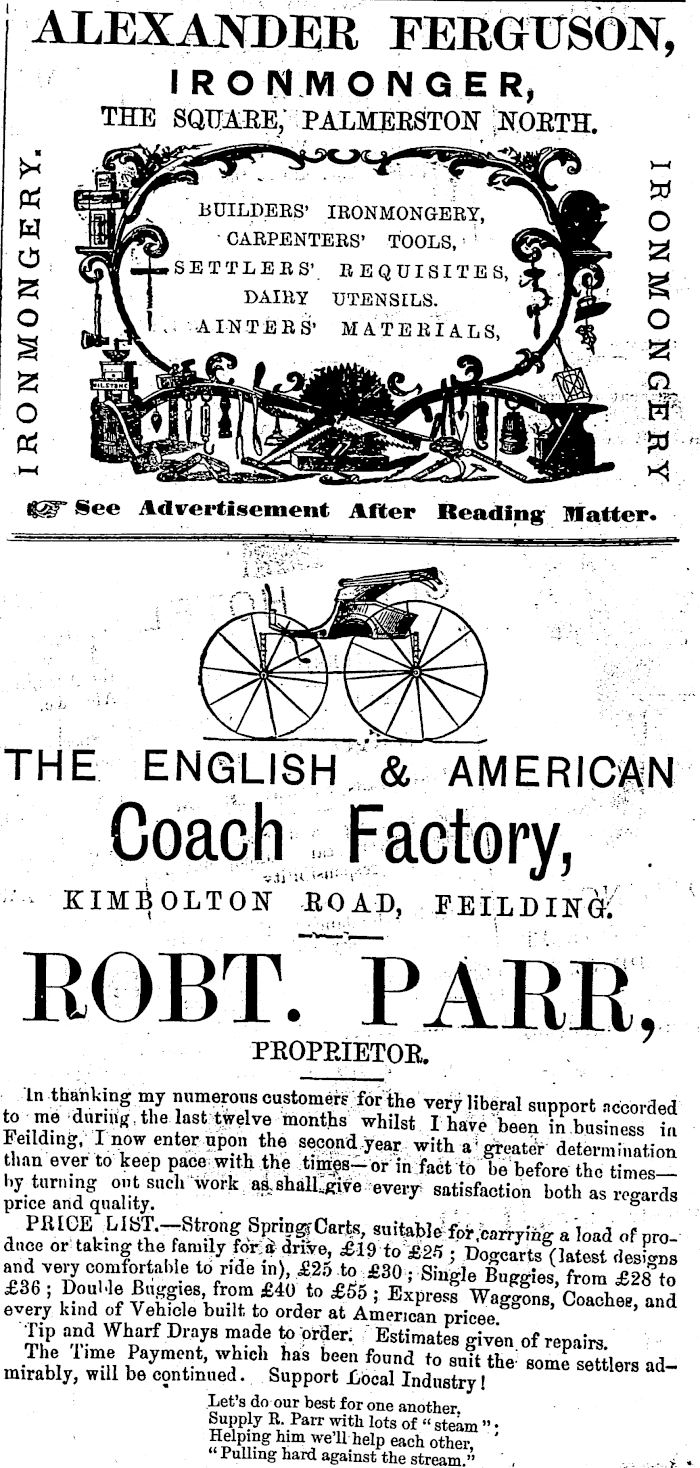 ALEXANDER FERGUSON,
IRONMONGER,
THE SQUARE, PALMERSTON NORTH.
IRONMONGERY.
BUILDERS' IRONMONGERY,
CARPENTERS' TOOLS,
SETTLERS' REQUISITES,
DAIRY UTENSILS.
AINTERS' MATERIALS,
IRONMONGERY
See Advertisement After Reading Matter.
THE ENGLISH & AMERICAN
Coach Factory,
KIMBOLTON ROAD, FEILDING.
ROBT. PARR,
PROPRIETOR.
In thanking my numerous customers for the very liberal support accorded
to me during the last twelve months whilst I have been in business in
Feilding, I now enter upon the second year with a greater determination
than ever to keep pace with the times—or in fact to be before the times—
by turning out such work as shall give every satisfaction both as regards
price and quality.
PRICE LIST.—Strong Spring Carts, suitable for carrying a load of pro-
duce or taking the family for a drive, £19 to £25; Dogcarts (latest designs
and very comfortable to ride in), £25 to £30; Single Buggies, from £28 to
£36; Double Buggies, from £40 to £55; Express Waggons, Coaches, and
every kind of Vehicle built to order at American pricee.
Tip and Wharf Drays made to order. Estimates given of repairs.
The Time Payment, which has been found to suit the some settlers ad-
mirably, will be continued. Support Local Industry!
Let's do our best for one another,
Supply R. Parr with lots of "steam";
Helping him we'll help each other,
"Pulling hard against the stream."